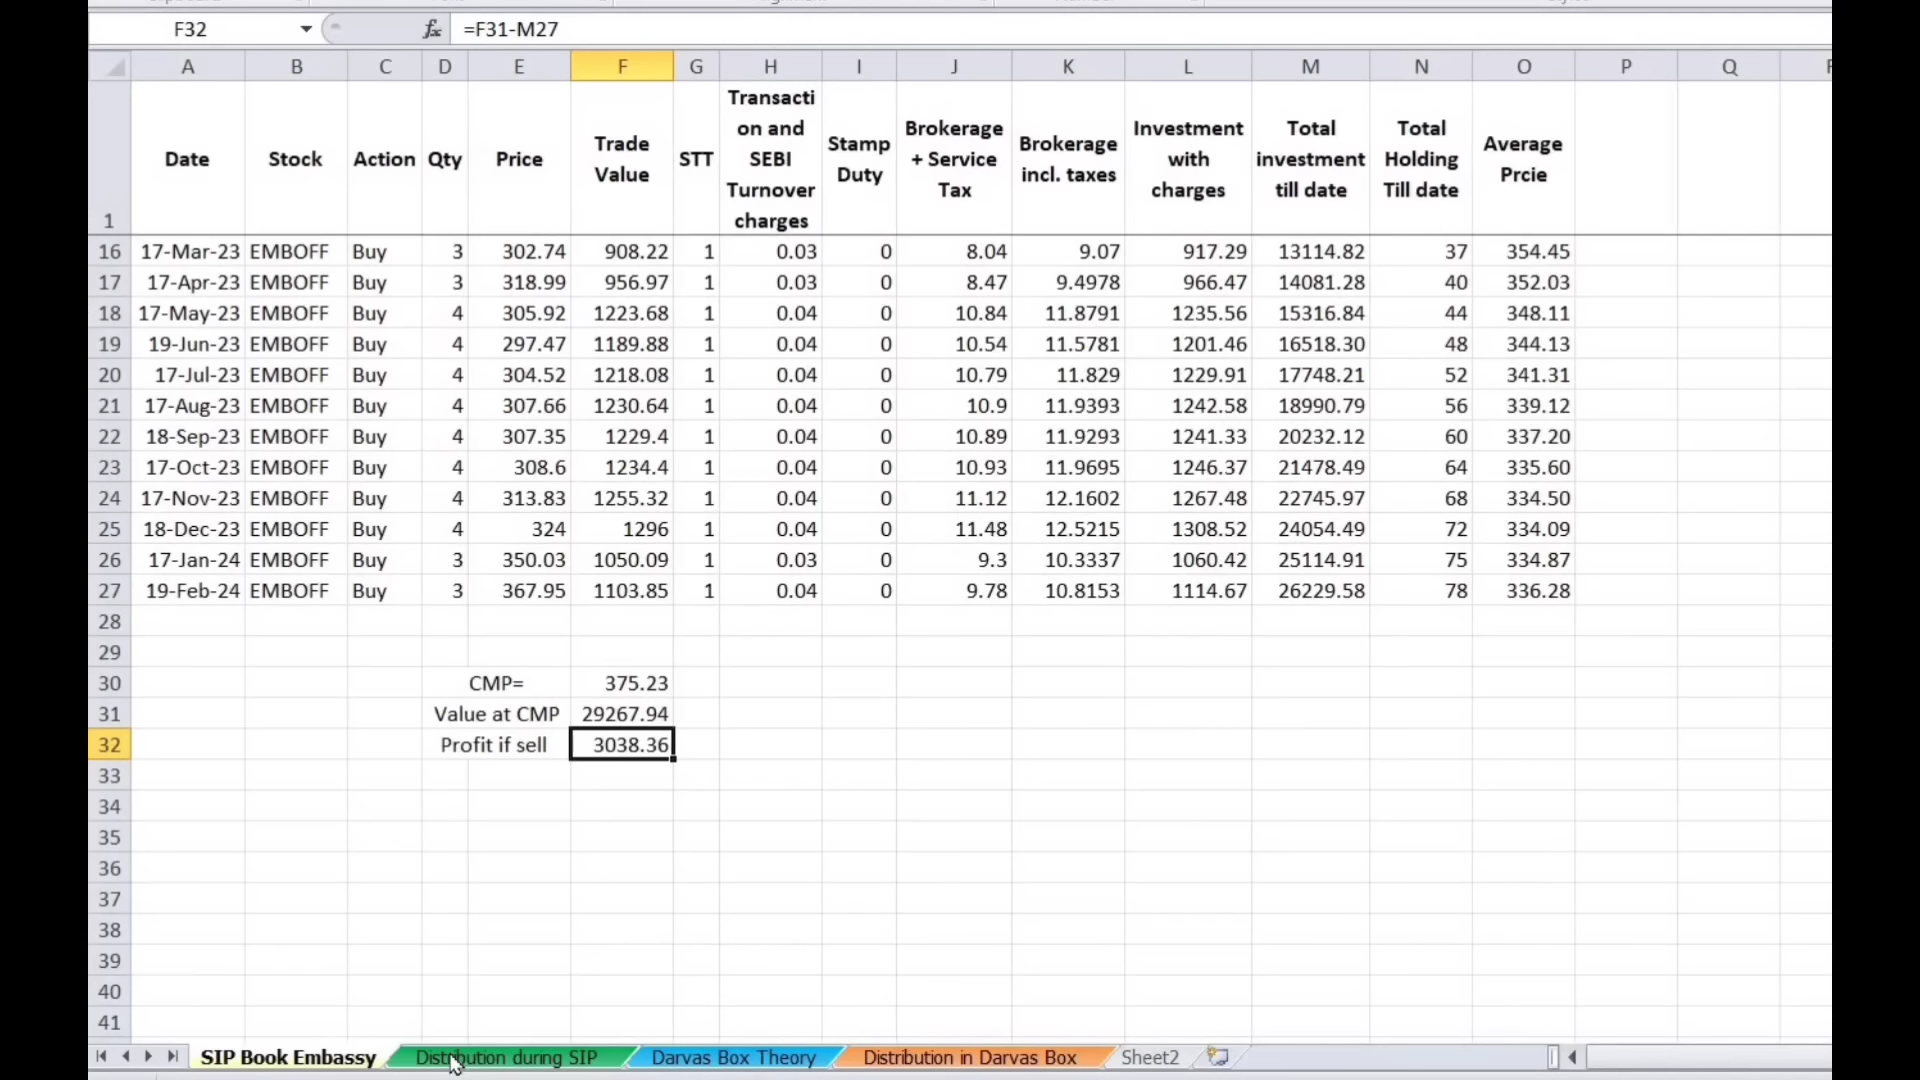 F32 fx =F31-M27
A B C D E F G H I J K L M N O P Q
1 Date Stock Action Qty Price Trade Value STT Transacti on and SEBI Turnover charges Stamp Duty Brokerage + Service Tax Brokerage incl. taxes Investment with charges Total investment till date Total Holding Till date Average Prcie
16 17-Mar-23 EMBOFF Buy 3 302.74 908.22 1 0.03 0 8.04 9.07 917.29 13114.82 37 354.45
17 17-Apr-23 EMBOFF Buy 3 318.99 956.97 1 0.03 0 8.47 9.4978 966.47 14081.28 40 352.03
18 17-May-23 EMBOFF Buy 4 305.92 1223.68 1 0.04 0 10.84 11.8791 1235.56 15316.84 44 348.11
19 19-Jun-23 EMBOFF Buy 4 297.47 1189.88 1 0.04 0 10.54 11.5781 1201.46 16518.30 48 344.13
20 17-Jul-23 EMBOFF Buy 4 304.52 1218.08 1 0.04 0 10.79 11.829 1229.91 17748.21 52 341.31
21 17-Aug-23 EMBOFF Buy 4 307.66 1230.64 1 0.04 0 10.9 11.9393 1242.58 18990.79 56 339.12
22 18-Sep-23 EMBOFF Buy 4 307.35 1229.4 1 0.04 0 10.89 11.9293 1241.33 20232.12 60 337.20
23 17-Oct-23 EMBOFF Buy 4 308.6 1234.4 1 0.04 0 10.93 11.9695 1246.37 21478.49 64 335.60
24 17-Nov-23 EMBOFF Buy 4 313.83 1255.32 1 0.04 0 11.12 12.1602 1267.48 22745.97 68 334.50
25 18-Dec-23 EMBOFF Buy 4 324 1296 1 0.04 0 11.48 12.5215 1308.52 24054.49 72 334.09
26 17-Jan-24 EMBOFF Buy 3 350.03 1050.09 1 0.03 0 9.3 10.3337 1060.42 25114.91 75 334.87
27 19-Feb-24 EMBOFF Buy 3 367.95 1103.85 1 0.04 0 9.78 10.8153 1114.67 26229.58 78 336.28
28
29
30 CMP= 375.23
31 Value at CMP 29267.94
32 Profit if sell 3038.36
33
34
35
36
37
38
39
40
41
SIP Book Embassy Distribution during SIP Darvas Box Theory Distribution in Darvas Box Sheet2